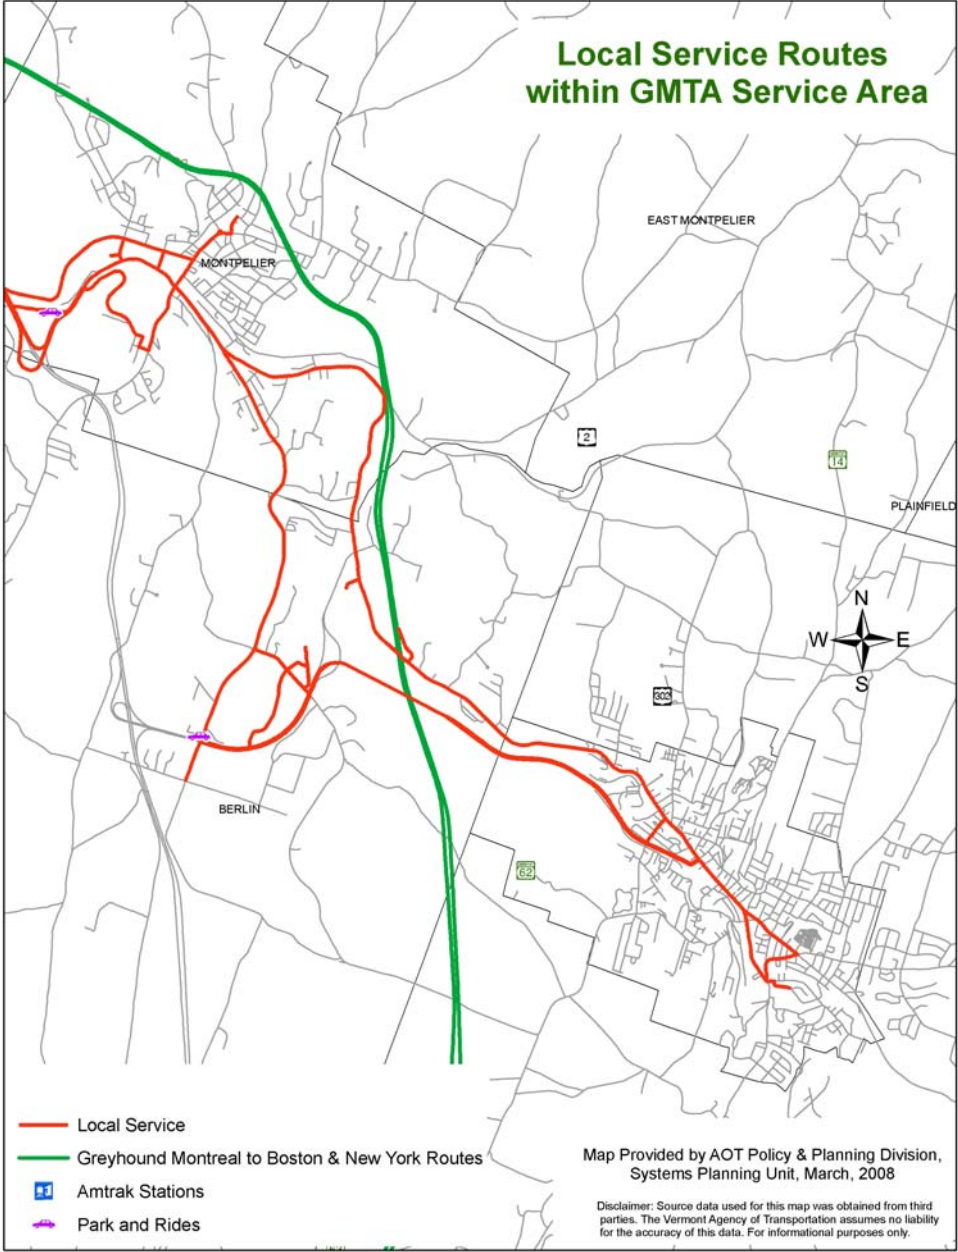 Local Service Routes
within GMTA Service Area
EAST MONTPELIER
MONTPELIER
2
14
PLAINFIELD
N
W E
S
302
BERLIN
62
Local Service
Greyhound Montreal to Boston & New York Routes
Amtrak Stations
Park and Rides
Map Provided by AOT Policy & Planning Division,
Systems Planning Unit, March, 2008
Disclaimer: Source data used for this map was obtained from third
parties. The Vermont Agency of Transportation assumes no liability
for the accuracy of this data. For informational purposes only.